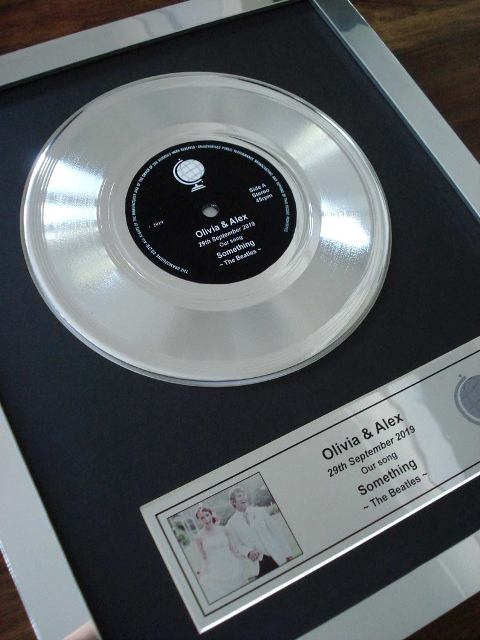 Side A
Stereo
45rpm
Olivia & Alex
29th September 2019
Our song
Something
~ The Beatles ~
Olivia & Alex
29th September 2019
Our song
Something
~ The Beatles ~